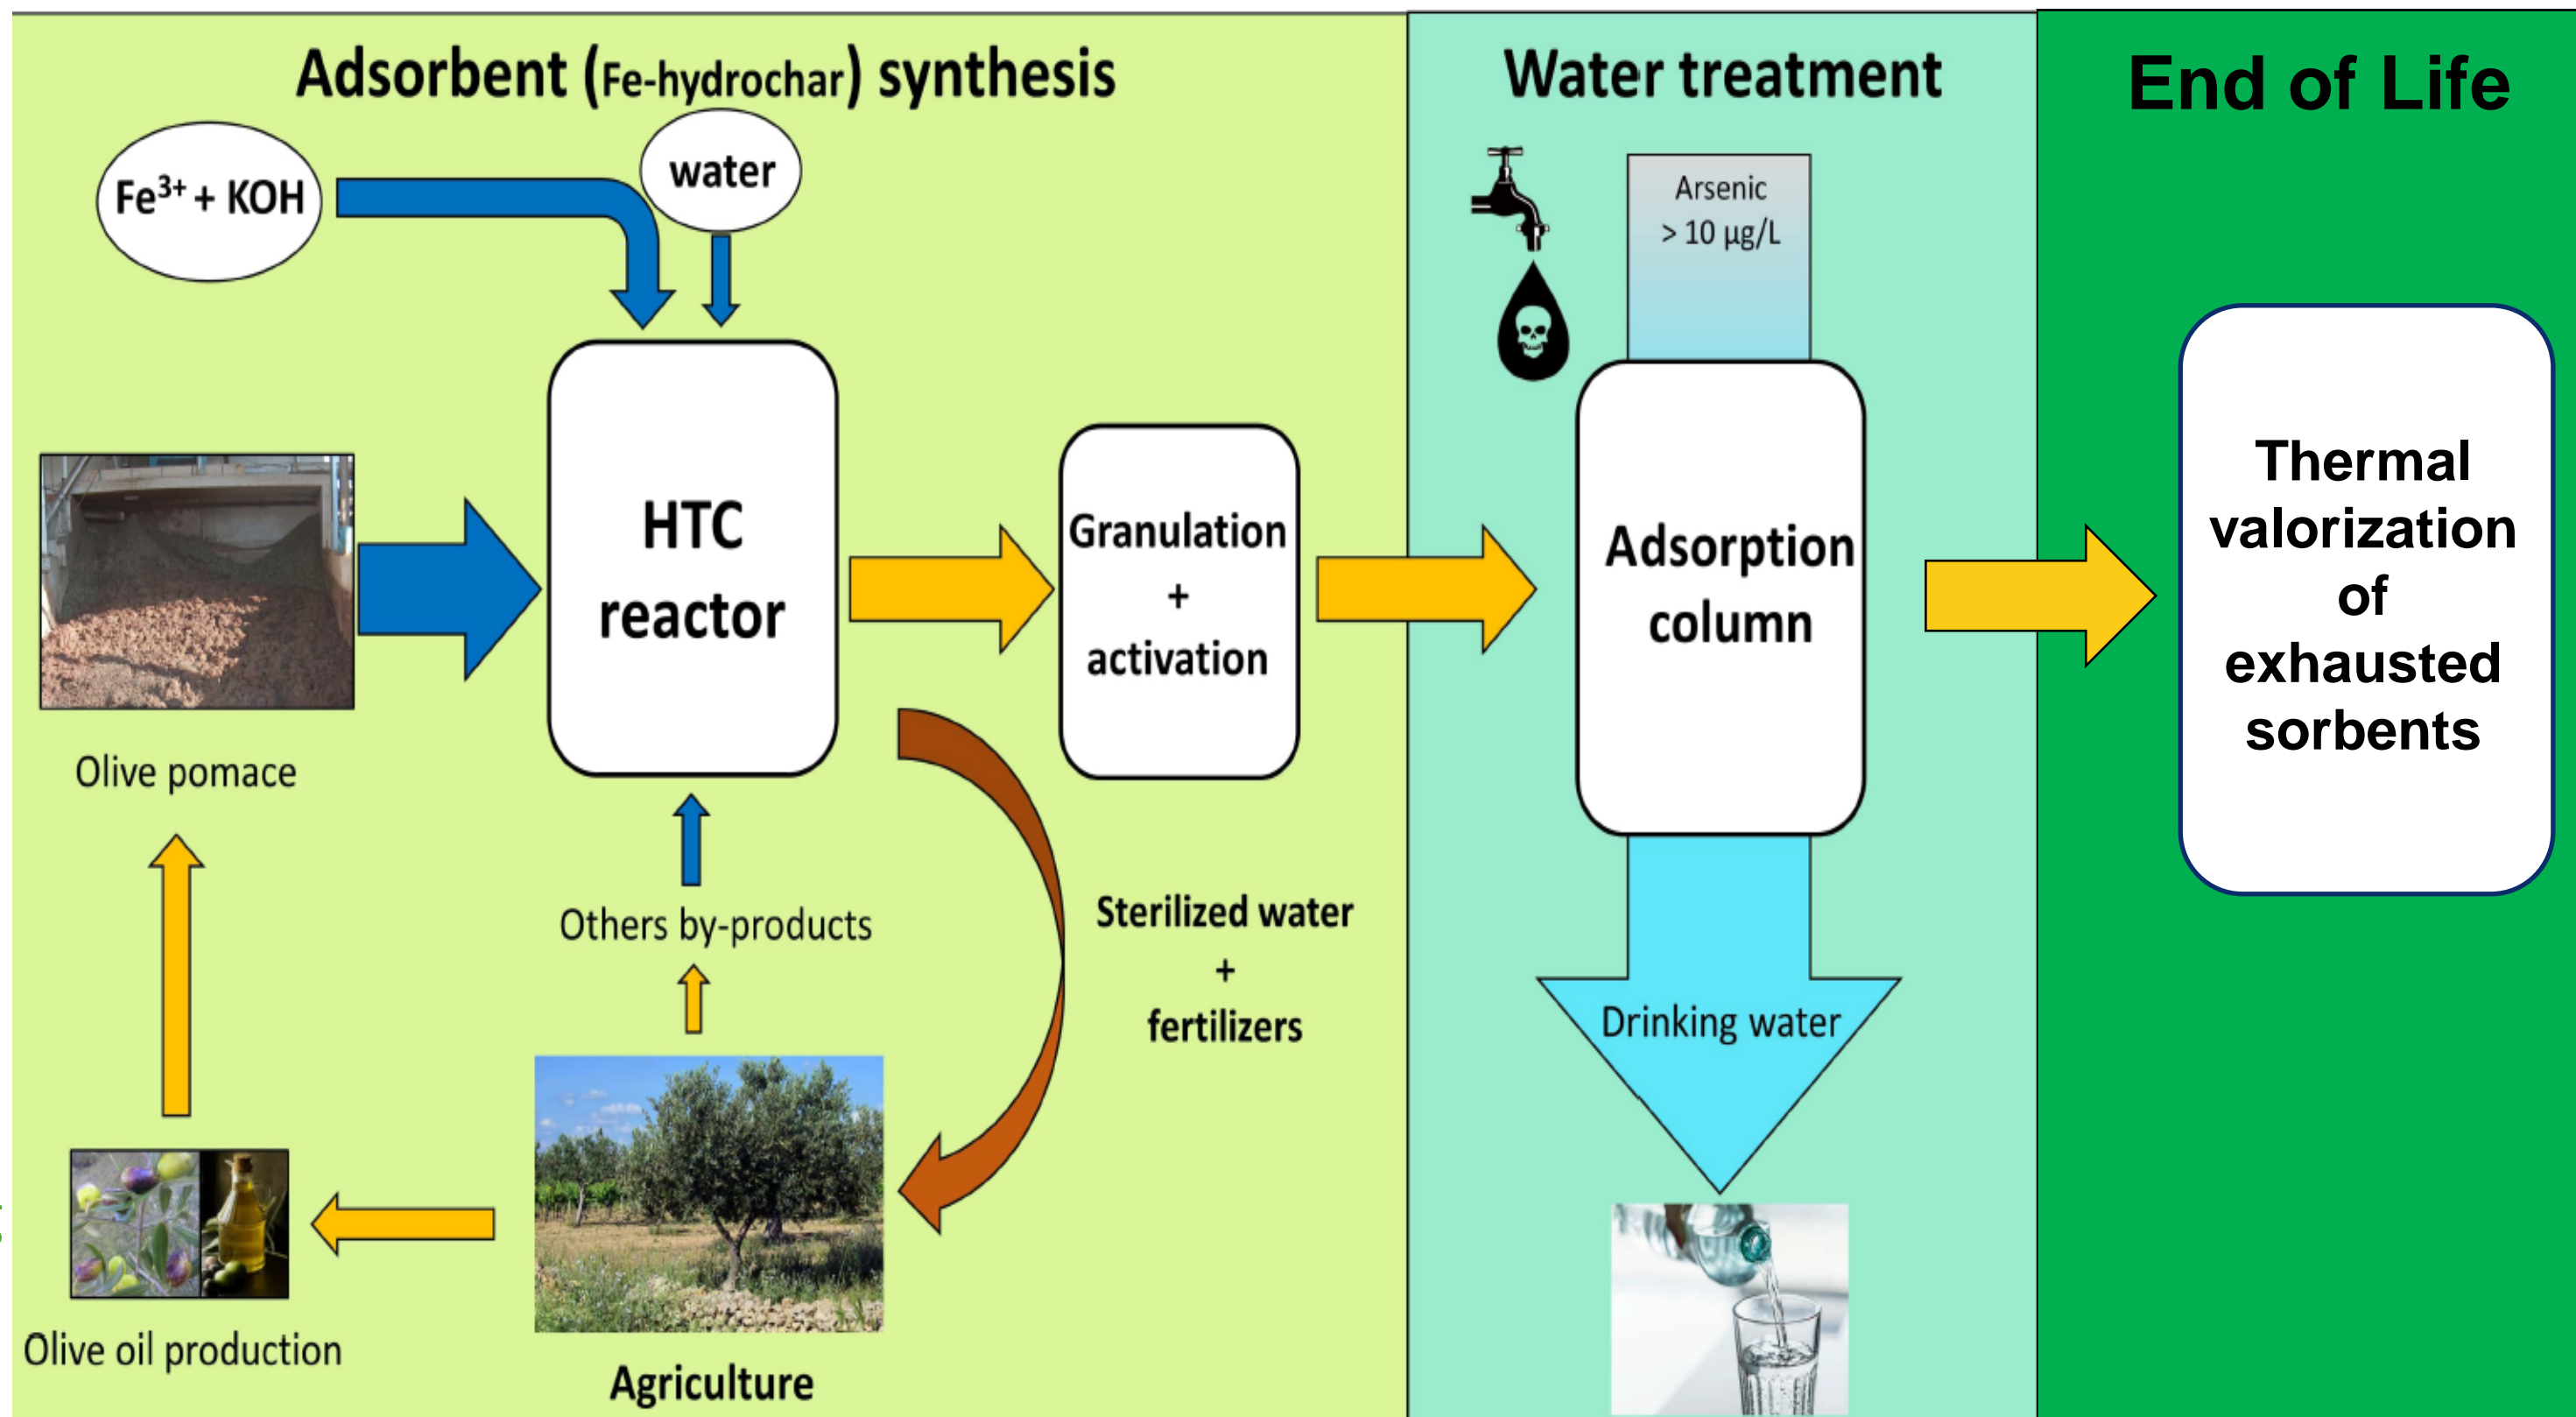 Adsorbent (Fe-hydrochar) synthesis
Fe³⁺ + KOH
water
HTC
reactor
Granulation
+
activation
Olive pomace
Others by-products
Sterilized water
+
fertilizers
Olive oil production
Agriculture
Water treatment
Arsenic
> 10 µg/L
Adsorption
column
Drinking water
End of Life
Thermal
valorization
of
exhausted
sorbents